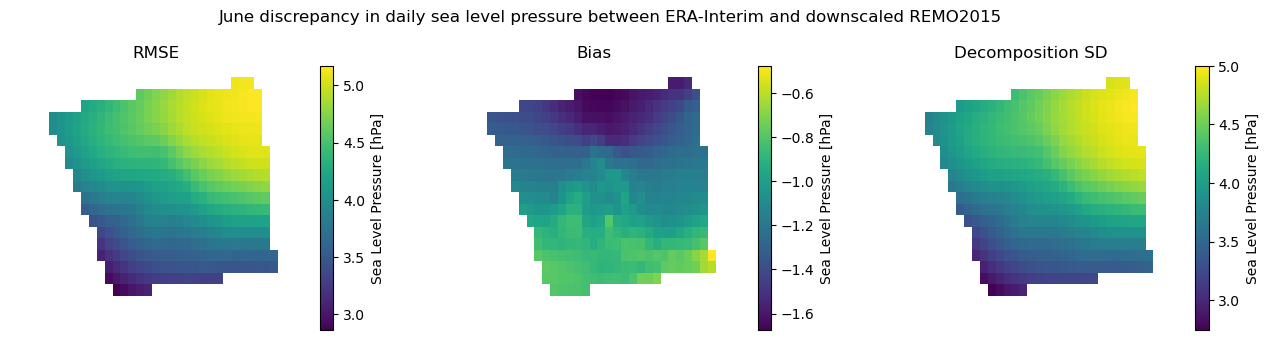 June discrepancy in daily sea level pressure between ERA-Interim and downscaled REMO2015
RMSE
5.0
4.5
4.0
3.5
3.0
Sea Level Pressure [hPa]
Bias
−0.6
−0.8
−1.0
−1.2
−1.4
−1.6
Sea Level Pressure [hPa]
Decomposition SD
5.0
4.5
4.0
3.5
3.0
Sea Level Pressure [hPa]